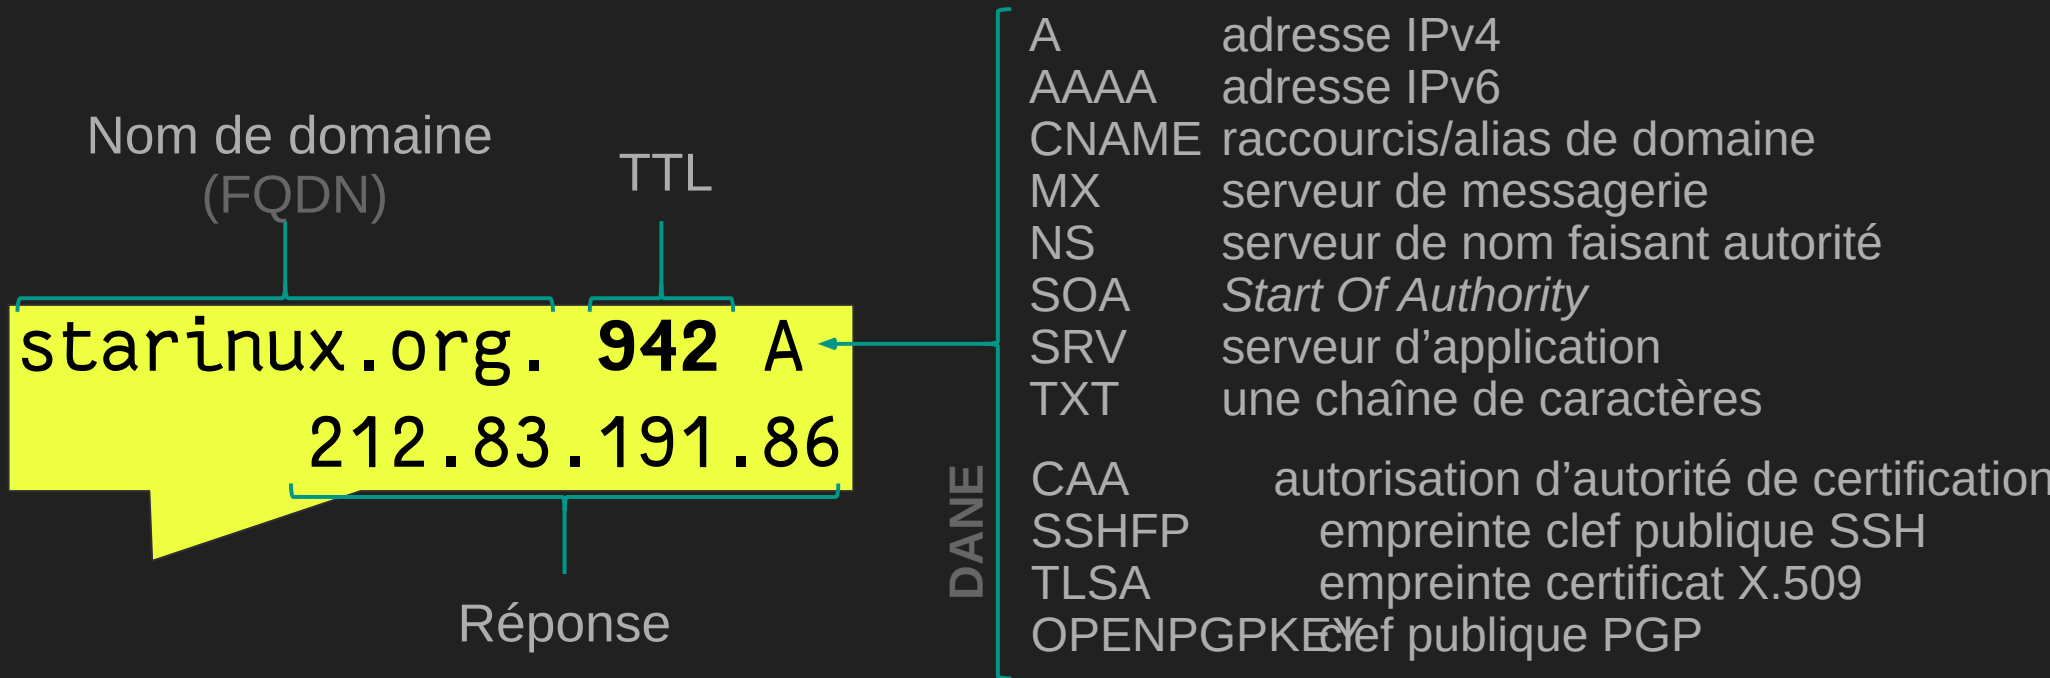 Nom de domaine
(FQDN)
TTL
starinux.org. 942 A
212.83.191.86
Réponse
A adresse IPv4
AAAA adresse IPv6
CNAME raccourcis/alias de domaine
MX serveur de messagerie
NS serveur de nom faisant autorité
SOA Start Of Authority
SRV serveur d’application
TXT une chaîne de caractères
DANE
CAA autorisation d’autorité de certification
SSHFP empreinte clef publique SSH
TLSA empreinte certificat X.509
OPENPGPKEY clef publique PGP